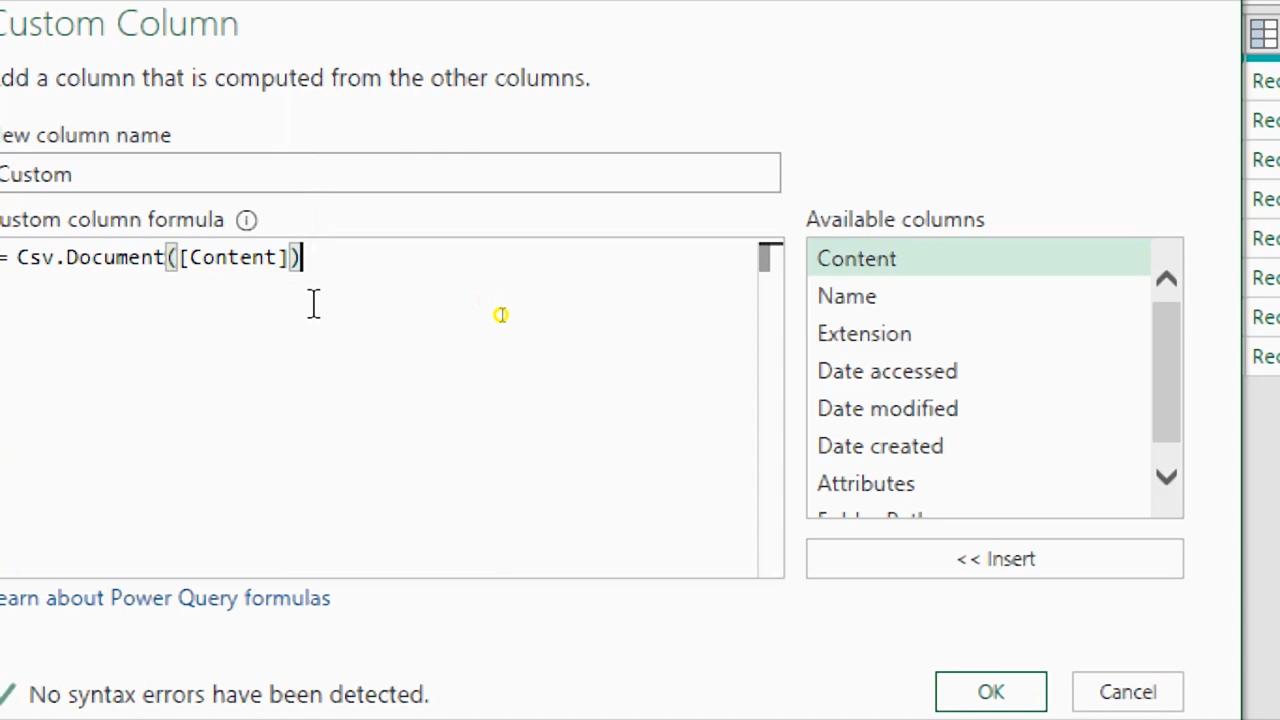 Custom Column
dd a column that is computed from the other columns.
ew column name
Custom
ustom column formula
Available columns
= Csv.Document([Content])
Content
Name
Extension
Date accessed
Date modified
Date created
Attributes
<< Insert
earn about Power Query formulas
No syntax errors have been detected.
OK
Cancel
Rec
Rec
Rec
Rec
Rec
Rec
Rec
Rec